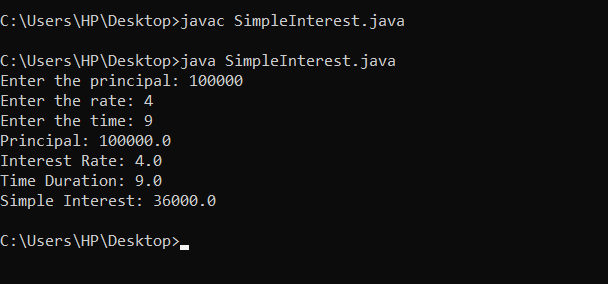 C:\Users\HP\Desktop>javac SimpleInterest.java
C:\Users\HP\Desktop>java SimpleInterest.java
Enter the principal: 100000
Enter the rate: 4
Enter the time: 9
Principal: 100000.0
Interest Rate: 4.0
Time Duration: 9.0
Simple Interest: 36000.0
C:\Users\HP\Desktop>